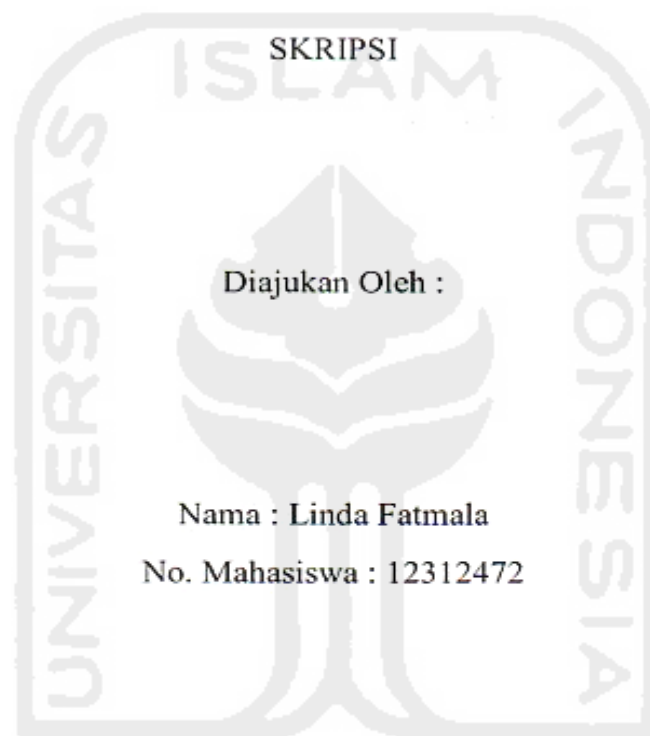 SKRIPSI
UNIVERSITAS ISLAM INDONESIA
Diajukan Oleh :
Nama : Linda Fatmala
No. Mahasiswa : 12312472